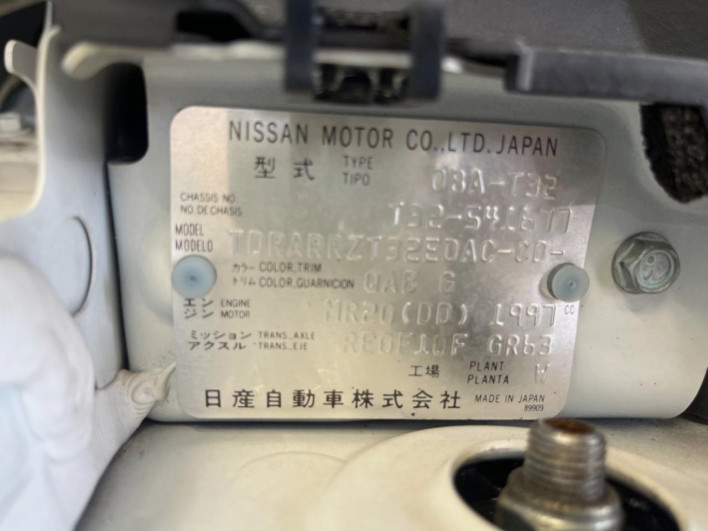 NISSAN MOTOR CO.,LTD.JAPAN
型式 TYPE TIPO DBA-T32
CHASSIS NO. NO.DE CHASIS T32-541677
MODEL MODELO
カラー COLOR,TRIM トリム COLOR,GUARNICION QAB G
エンジン ENGINE MOTOR MR20(DD) 1997 CC
ミッション TRANS.,AXLE アクスル TRANS.,EJE RE0F10F GR63
工場 PLANT PLANTA W
日産自動車株式会社 MADE IN JAPAN
89909